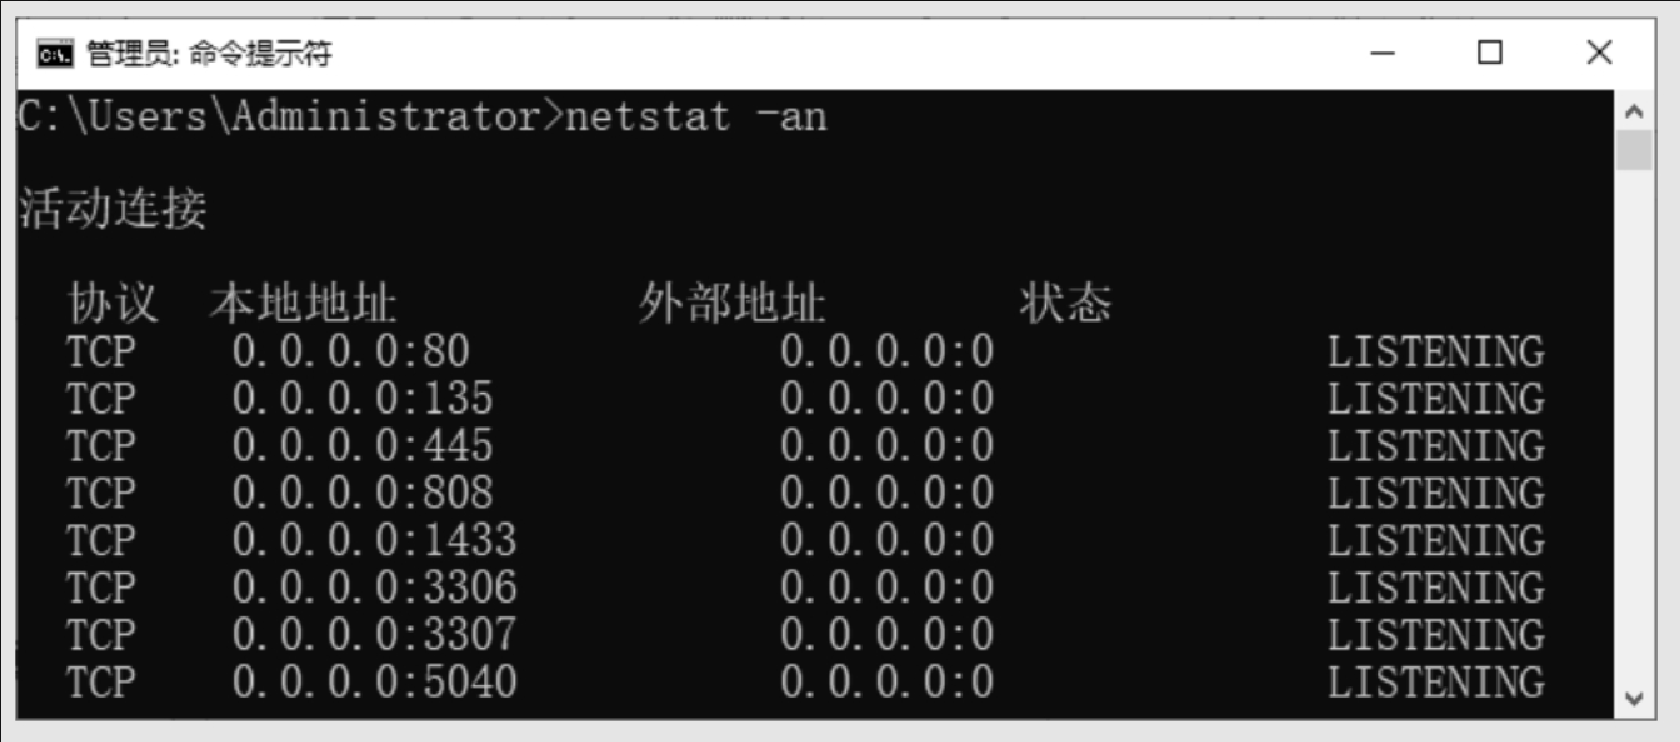 管理员: 命令提示符
C:\Users\Administrator>netstat -an
活动连接
协议 本地地址 外部地址 状态
TCP 0.0.0.0:80 0.0.0.0:0 LISTENING
TCP 0.0.0.0:135 0.0.0.0:0 LISTENING
TCP 0.0.0.0:445 0.0.0.0:0 LISTENING
TCP 0.0.0.0:808 0.0.0.0:0 LISTENING
TCP 0.0.0.0:1433 0.0.0.0:0 LISTENING
TCP 0.0.0.0:3306 0.0.0.0:0 LISTENING
TCP 0.0.0.0:3307 0.0.0.0:0 LISTENING
TCP 0.0.0.0:5040 0.0.0.0:0 LISTENING